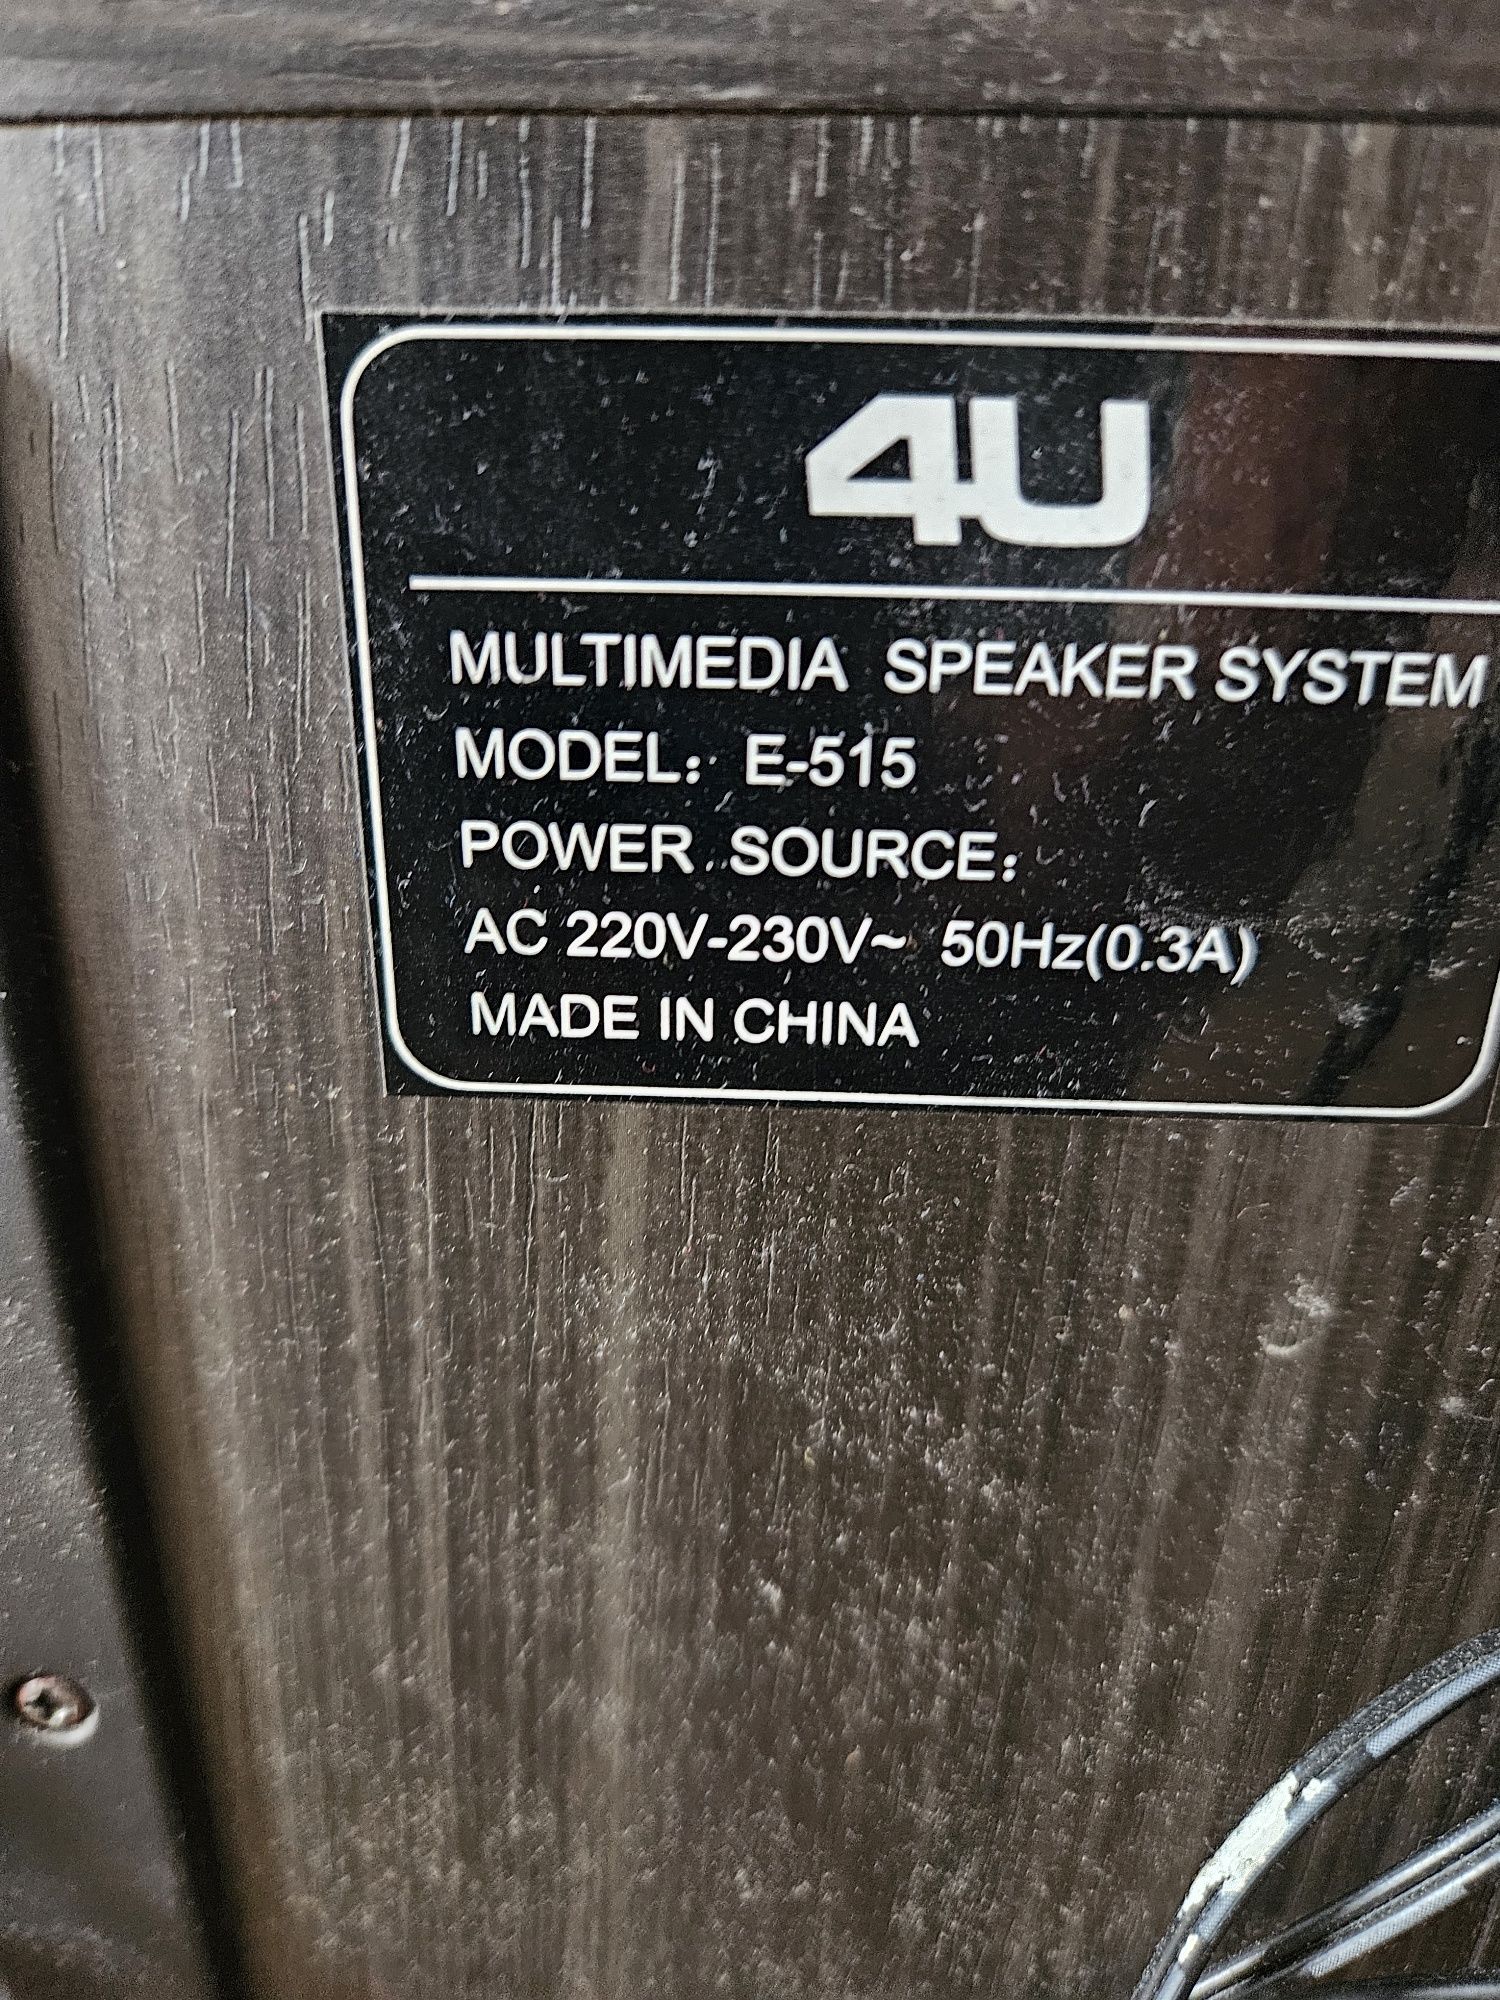 4U
MULTIMEDIA SPEAKER SYSTEM
MODEL: E-515
POWER SOURCE:
AC 220V-230V~ 50Hz(0.3A)
MADE IN CHINA